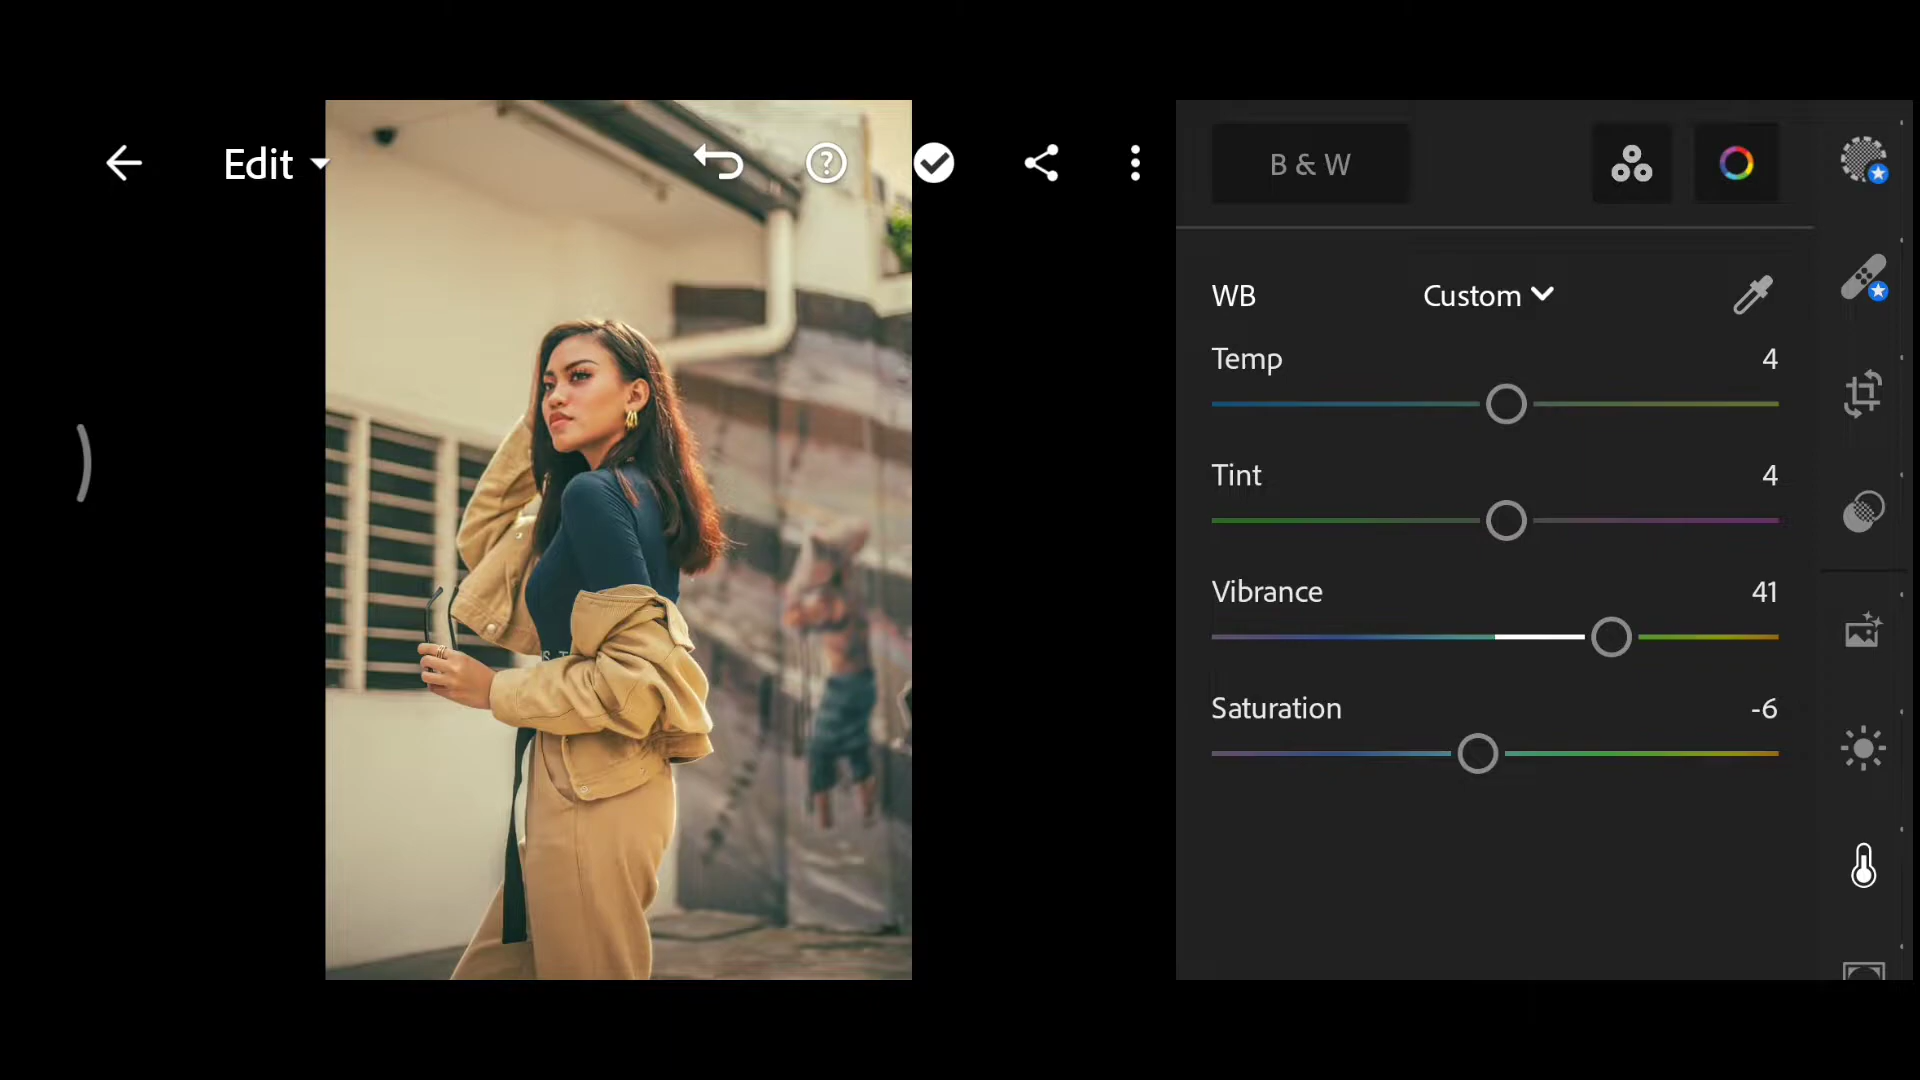 Edit
B & W
WB Custom
Temp 4
Tint 4
Vibrance 41
Saturation -6